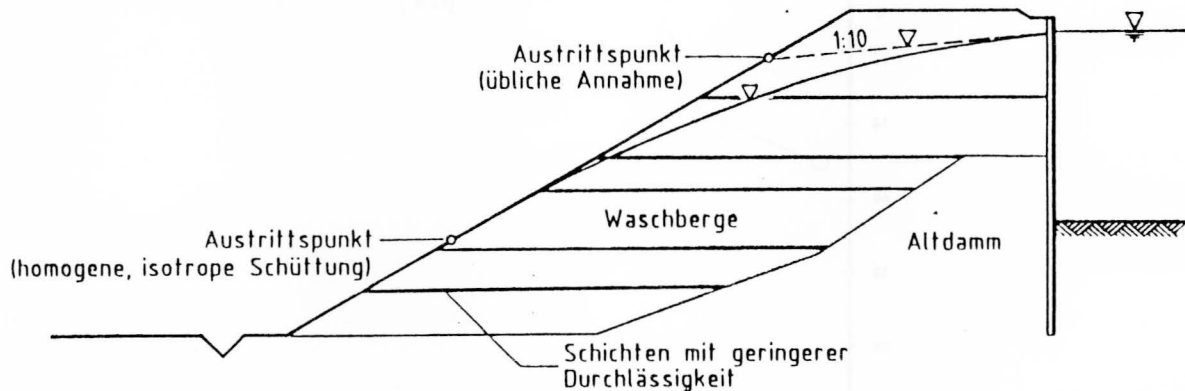 Austrittspunkt
(übliche Annahme)
1:10
Waschberge
Altdamm
Austrittspunkt
(homogene, isotrope Schüttung)
Schichten mit geringerer
Durchlässigkeit